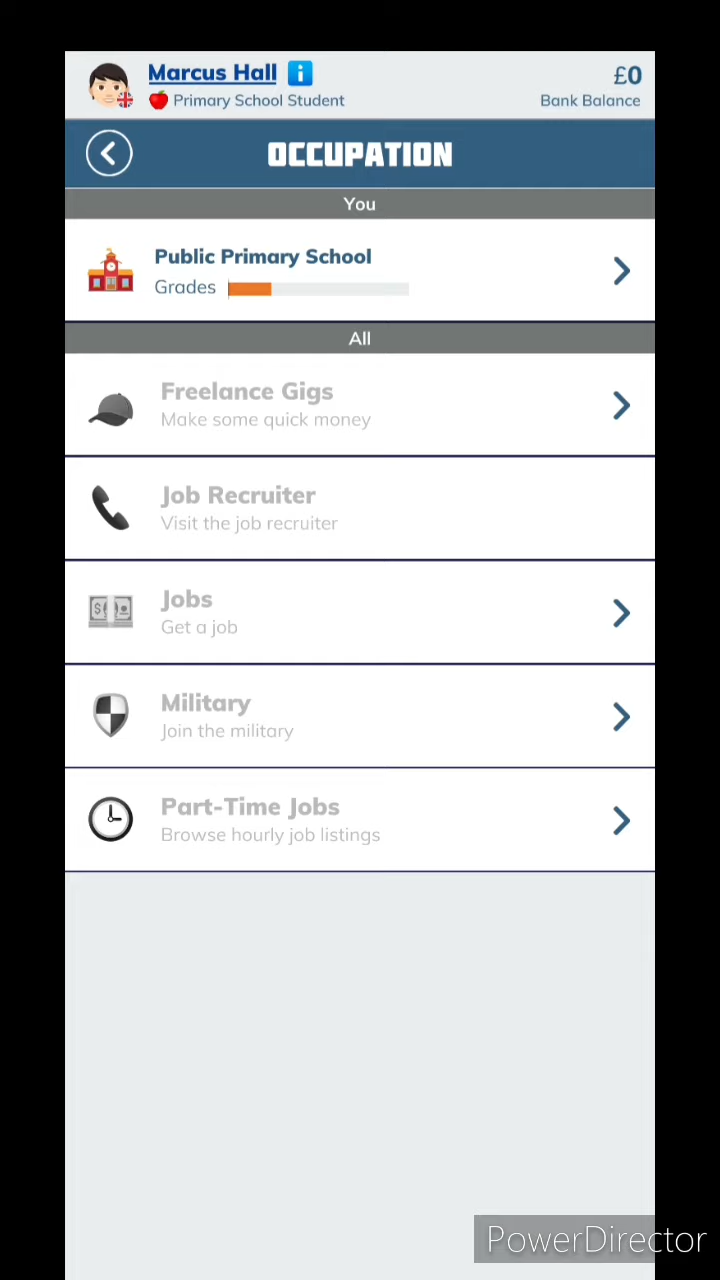 Marcus Hall
Primary School Student
£0
Bank Balance
OCCUPATION
You
Public Primary School
Grades
All
Freelance Gigs
Make some quick money
Job Recruiter
Visit the job recruiter
Jobs
Get a job
Military
Join the military
Part-Time Jobs
Browse hourly job listings
PowerDirector